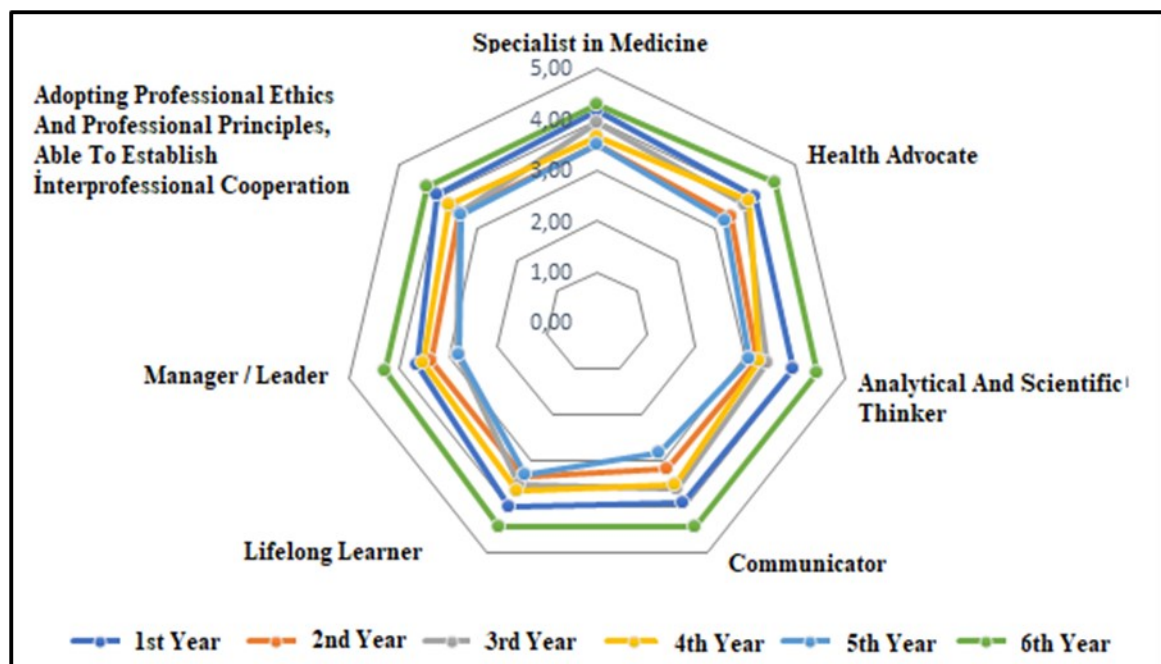 Specialist in Medicine
5,00
4,00
3,00
2,00
1,00
0,00
Adopting Professional Ethics
And Professional Principles,
Able To Establish
İnterprofessional Cooperation
Health Advocate
Manager / Leader
Analytical And Scientific
Thinker
Lifelong Learner
Communicator
1st Year 2nd Year 3rd Year 4th Year 5th Year 6th Year